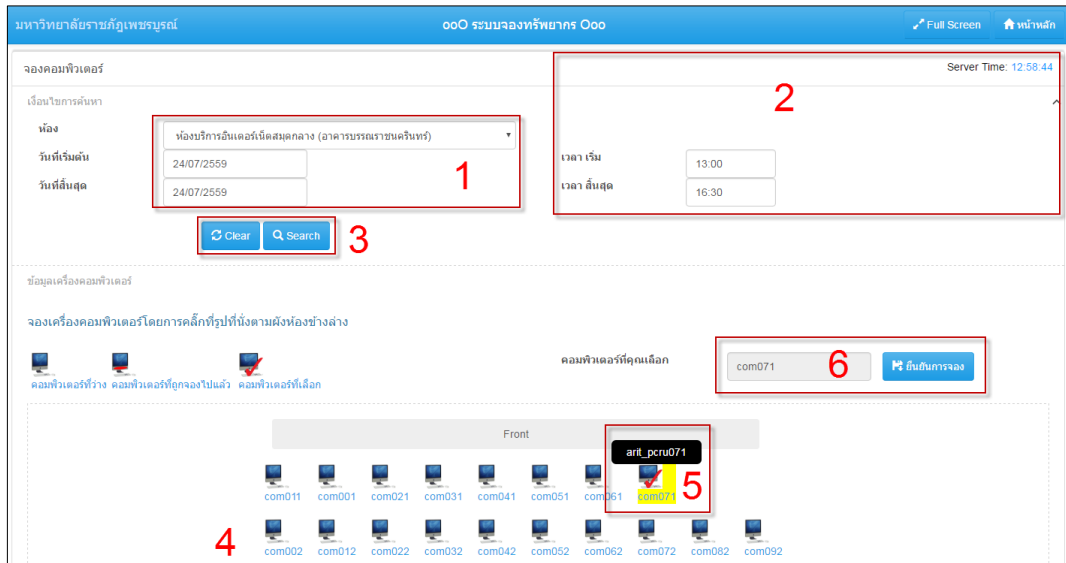 มหาวิทยาลัยราชภัฏเพชรบูรณ์ ooO ระบบจองทรัพยากร Ooo Full Screen หน้าหลัก
จองคอมพิวเตอร์ Server Time: 12:58:44
2
เงื่อนไขการค้นหา
ห้อง ห้องบริการอินเตอร์เน็ตสมุดกลาง (อาคารบรรณราชนครินทร์)
วันที่เริ่มต้น 24/07/2559 1 เวลา เริ่ม 13:00
วันที่สิ้นสุด 24/07/2559 เวลา สิ้นสุด 16:30
Clear Search 3
ข้อมูลเครื่องคอมพิวเตอร์
จองเครื่องคอมพิวเตอร์โดยการคลิ๊กที่รูปที่นั่งตามผังห้องข้างล่าง
คอมพิวเตอร์ที่คุณเลือก com071 6 ยืนยันการจอง
คอมพิวเตอร์ที่ว่าง คอมพิวเตอร์ที่ถูกจองไปแล้ว คอมพิวเตอร์ที่เลือก
Front
arit_pcru071
5
com011 com001 com021 com031 com041 com051 com061 com071
4
com002 com012 com022 com032 com042 com052 com062 com072 com082 com092